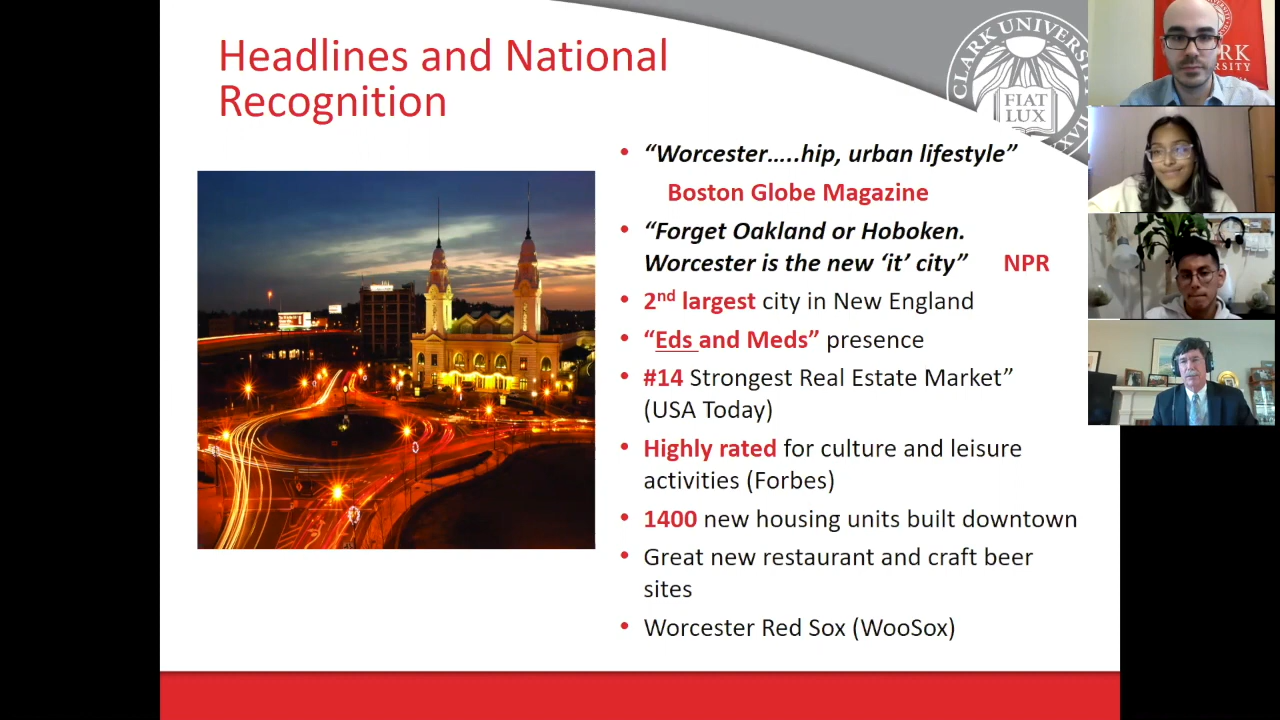 Headlines and National
Recognition
CLARK UNIVERSITY
FIAT
LUX
“Worcester…..hip, urban lifestyle”
Boston Globe Magazine
“Forget Oakland or Hoboken.
Worcester is the new ‘it’ city” NPR
2nd largest city in New England
“Eds and Meds” presence
#14 Strongest Real Estate Market”
(USA Today)
Highly rated for culture and leisure
activities (Forbes)
1400 new housing units built downtown
Great new restaurant and craft beer
sites
Worcester Red Sox (WooSox)